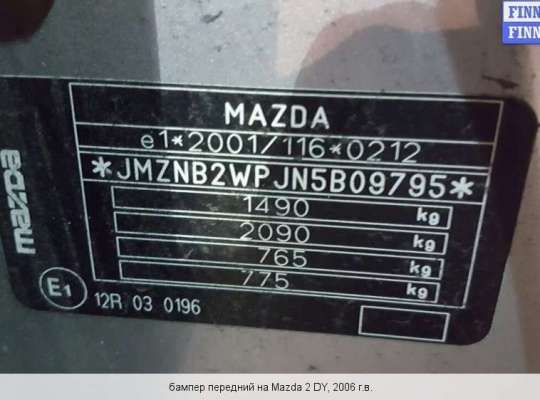 FINN
FINN
MAZDA
e1*2001/116*0212
*JMZNB2WPJN5B09795*
1490 kg
2090 kg
765 kg
775 kg
mazda
E1
12R 03 0196
бампер передний на Mazda 2 DY, 2006 г.в.